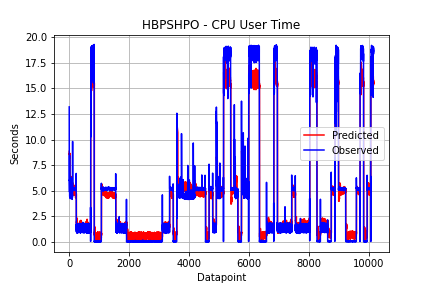 HBPSHPO - CPU User Time
20.0
17.5
15.0
12.5
10.0
7.5
5.0
2.5
0.0
Seconds
Predicted
Observed
0 2000 4000 6000 8000 10000
Datapoint